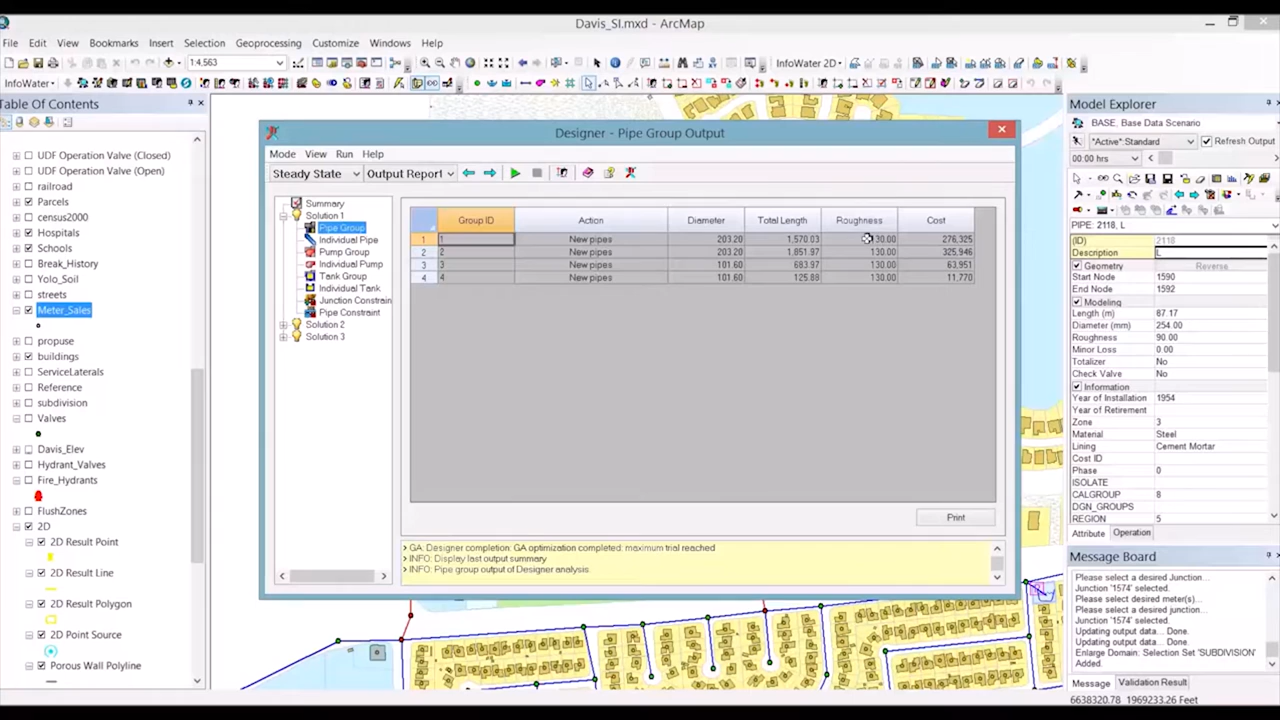 Davis_SI.mxd - ArcMap
File Edit View Bookmarks Insert Selection Geoprocessing Customize Windows Help
1:4,563
InfoWater 2D
InfoWater
Table Of Contents
UDF Operation Valve (Closed)
UDF Operation Valve (Open)
railroad
Parcels
census2000
Hospitals
Schools
Break_History
Yolo_Soil
streets
Meter_Sales
propuse
buildings
ServiceLaterals
Reference
subdivision
Valves
Davis_Elev
Hydrant_Valves
Fire_Hydrants
FlushZones
2D
2D Result Point
2D Result Line
2D Result Polygon
2D Point Source
Porous Wall Polyline
Designer - Pipe Group Output
Mode View Run Help
Steady State Output Report
Summary
Solution 1
Pipe Group
Individual Pipe
Pump Group
Individual Pump
Tank Group
Individual Tank
Junction Constrain
Pipe Constraint
Solution 2
Solution 3
Group ID Action Diameter Total Length Roughness Cost
1 1 New pipes 203.20 1,570.03 130.00 276,325
2 2 New pipes 203.20 1,851.97 130.00 325,946
3 3 New pipes 101.60 683.97 130.00 63,951
4 4 New pipes 101.60 125.88 130.00 11,770
Print
> GA: Designer completion: GA optimization completed: maximum trial reached
> INFO: Display last output summary
> INFO: Pipe group output of Designer analysis.
Model Explorer
BASE, Base Data Scenario
*Active*:Standard Refresh Output
00:00 hrs
PIPE: 2118, L
(ID) 2118
Description L
Geometry Reverse
Start Node 1590
End Node 1592
Modeling
Length (m) 87.17
Diameter (mm) 254.00
Roughness 90.00
Minor Loss 0.00
Totalizer No
Check Valve No
Information
Year of Installation 1954
Year of Retirement
Zone 3
Material Steel
Lining Cement Mortar
Cost ID
Phase 0
ISOLATE
CALGROUP 8
DGN_GROUPS
REGION 5
Attribute Operation
Message Board
Please select a desired Junction...
Junction '1574' selected.
Please select desired meter(s)...
Please select a desired junction...
Junction '1574' selected.
Updating output data... Done.
Updating output data... Done.
Enlarge Domain: Selection Set 'SUBDIVISION'
Added.
Message Validation Result
6638320.78 1969233.26 Feet